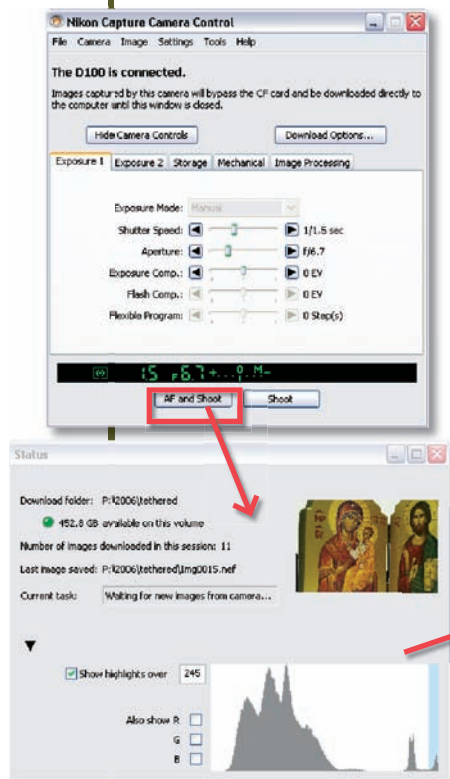 Nikon Capture Camera Control
File Camera Image Settings Tools Help
The D100 is connected.
Images captured by this camera will bypass the CF card and be downloaded directly to
the computer until this window is closed.
Hide Camera Controls Download Options...
Exposure 1 Exposure 2 Storage Mechanical Image Processing
Exposure Mode: Manual
Shutter Speed: 1/1.5 sec
Aperture: f/6.7
Exposure Comp.: 0 EV
Flash Comp.: 0 EV
Flexible Program: 0 Step(s)
1.5 F6.7 +...0..M-
AF and Shoot Shoot
Status
Download folder: P:\2006\tethered
452.8 GB available on this volume
Number of images downloaded in this session: 11
Last image saved: P:\2006\tethered\Img0015.nef
Current task: Waiting for new images from camera...
Show highlights over 245
Also show R
G
B